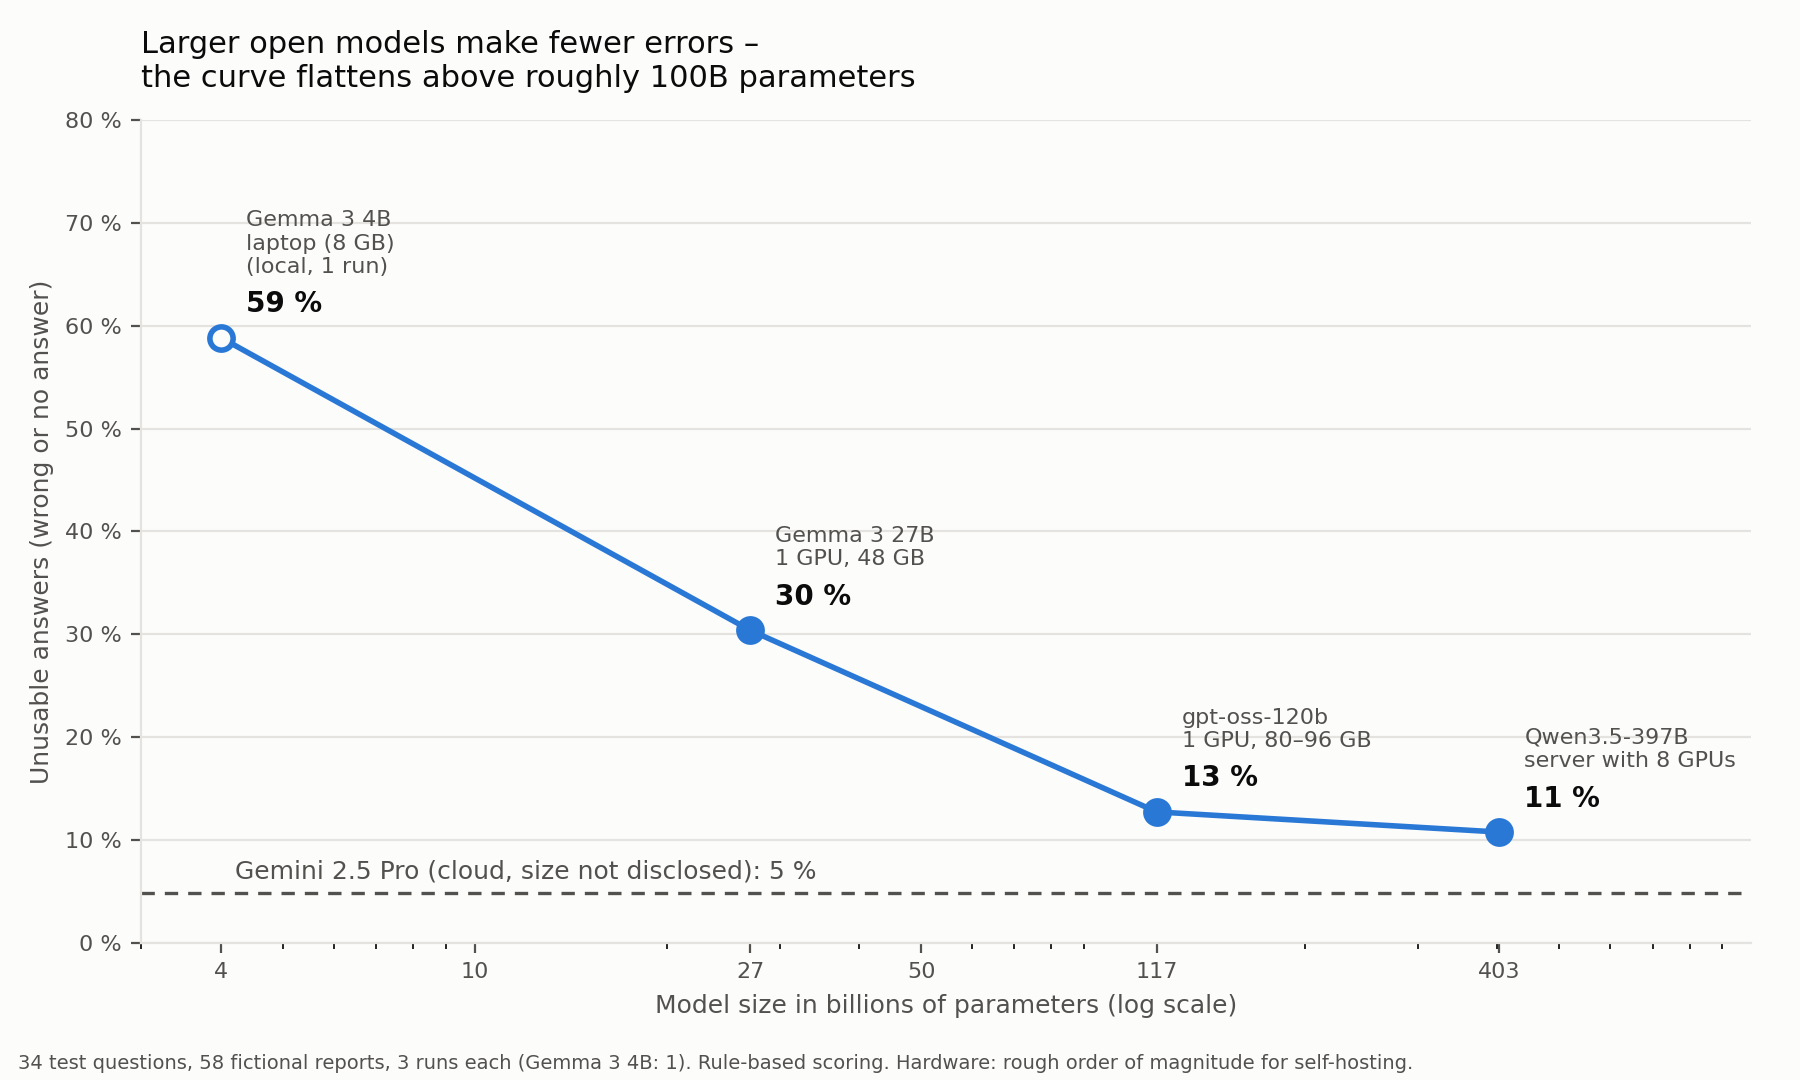 Larger open models make fewer errors –
the curve flattens above roughly 100B parameters
Unusable answers (wrong or no answer)
80 %
70 %
60 %
50 %
40 %
30 %
20 %
10 %
0 %
Gemma 3 4B
laptop (8 GB)
(local, 1 run)
59 %
Gemma 3 27B
1 GPU, 48 GB
30 %
gpt-oss-120b
1 GPU, 80–96 GB
13 %
Qwen3.5-397B
server with 8 GPUs
11 %
Gemini 2.5 Pro (cloud, size not disclosed): 5 %
4
10
27
50
117
403
Model size in billions of parameters (log scale)
34 test questions, 58 fictional reports, 3 runs each (Gemma 3 4B: 1). Rule-based scoring. Hardware: rough order of magnitude for self-hosting.